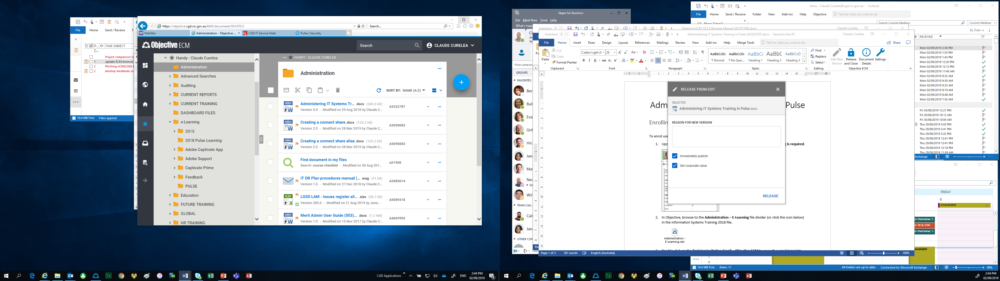 File Home Send / Receive F
TASK SUBJECT
C...
Project comparison (lo
1 update ECM browser
2 Phishing (A5962296) E
2 develop medatada sea
10.4 MB Free Filter applied
https://objective.cgd.vic.gov.au:8443/documents/fA147612
Search...
WebStar
Administration - Objective ...
CGD IT Service Desk
Pulse | Security
Objective ECM
Search
CLAUDE CURELEA
Handy - Claude Curelea
Administration
Advanced Searches
Auditing
CURRENT REPORTS
CURRENT TRAINING
DASHBOARD FILES
e-Learning
2015
2018 Pulse Learning
Adobe Captivate App
Adobe Support
Captivate Prime
Feedback
PULSE
Education
FUTURE TRAINING
GLOBAL
HR TRAINING
HANDY - CLAUDE CURELEA
Administration
SORT BY: NAME (A-Z)
Administering IT Systems Tr... .docx (280.6 kB)
Version 5.0 - Modified on 29 Aug 2018 by Claude C...
A5222787
Creating a connect share .docx (122.2 kB)
Version 2.0 - Modified on 28 Mar 2019 by Claude C...
A5098083
Creating a connect share alias .docx (122.2 kB)
Version 2.0 - Modified on 28 Mar 2019 by Claude C...
A5098083
Find document in my files
Search: course checklist - Modified on 30 Aug 201...
sA1968
IT DR Plan procedures manual (... .msg (91 kB)
Version 1.0 - Modified on 27 Dec 2018 by Claude C...
A5483614
LGSS LAM - Issues register ali... .xlsx (98.7 kB)
Version 285.0 - Modified on 21 Aug 2019 by Jane...
A5089318
Merit Admin User Guide (003)... .docx (1.2 MB)
Version 1.0 - Modified on 15 Nov 2017 by Claude C...
A4669905
Skype for Business
File Meet Now Tools Help
What's happ
Find someone
GROUPS
FAVORITES
Ber
Bull
Eva
Grif
Hic
Jana
Mat
Neu
So
Wil
TEAM-CALL
Calu
Jana
OTHER CON
CALL
Objective ECM 10.5.3 Browser Manual (A5747784).docx
Claude Curelea
AutoSave Off
Administering IT Systems Training in Pulse (A5222787).docx - Saved to this PC
Claude Curelea
File Home Insert Draw Design Layout References Mailings Review View Add-ins Help Merge Tools Tell me what you want to do
Share
Paste
Cut
Copy
Format Painter
Clipboard
Calibri Light (H 28
Font
Paragraph
¶ Normal
¶ No Spac...
Heading 1
Heading 2
Heading 3
Styles
Find
Replace
Select
Editing
Edit New Version
Release and Close
Document Details
Settings
Objective ECM
Adm
Pulse
Enrolling
To enrol use
1. Upo
g is required.
RELEASE FROM EDIT
SELECTED
Administering IT Systems Training in Pulse.docx
REASON FOR NEW VERSION
Immediately publish
Set corporate value
RELEASE
2. In Objective, browse to the Administration – E-Learning file divider (or click the icon below)
in the Information Systems Training 2018 file.
Administration -
E-Learning.obr
Page 1 of 3 381 words English (Australia)
100%
Inbox - Claude.Curelea@cgd.vic.gov.au - Outlook
File Home Send / Receive Folder View Add-ins Help Objective Tell me what you want to do
New Email
Search Current Mailbox
Current Mailbox
By Date
RECEIVED
Mon 02/09/2019 2:30 PM
Mon 02/09/2019 1:53 PM
Mon 02/09/2019 1:43 PM
Mon 02/09/2019 12:20 PM
Mon 02/09/2019 12:13 PM
Mon 02/09/2019 11:40 AM
Mon 02/09/2019 9:32 AM
Mon 02/09/2019 9:30 AM
Mon 02/09/2019 9:23 AM
Mon 02/09/2019 9:19 AM
Mon 02/09/2019 8:48 AM
Mon 02/09/2019 7:54 AM
Fri 30/08/2019 12:21 PM
Fri 30/08/2019 10:12 AM
Fri 30/08/2019 10:04 AM
Thu 29/08/2019 5:02 PM
Thu 29/08/2019 3:41 PM
Thu 29/08/2019 3:22 PM
Thu 29/08/2019 12:41 PM
Thu 29/08/2019 12:41 PM
Thu 29/08/2019 12:18 PM
Thu 29/08/2019 11:59 AM
Exchange
FRIDAY
6
Unavailable
er Overview; 5-
in 10 & O365
er Overview; 5-
available
4
10.4 MB Free Items: 11
All folders are up to date. Connected to: Microsoft Exchange
90%
CGD Applications
ENG
2:44 PM
02/09/2019
2:44 PM
02/09/2019